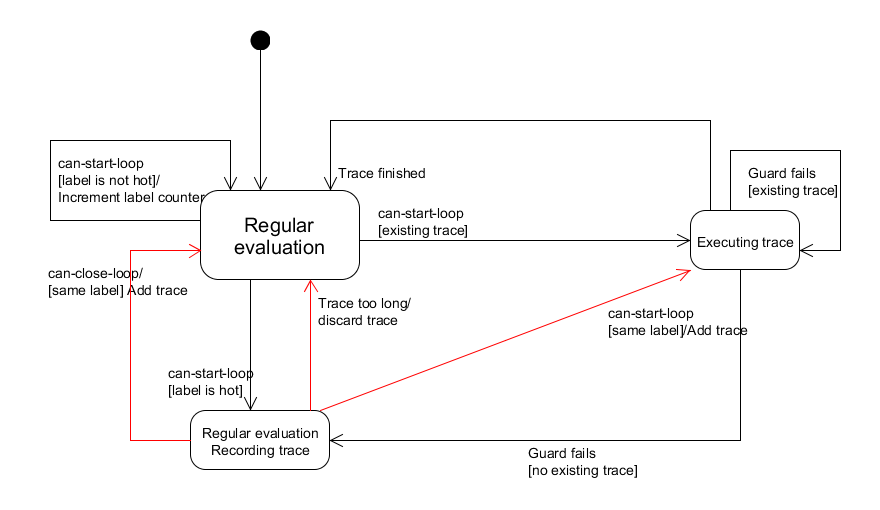 can-start-loop
[label is not hot]/
Increment label counter
Trace finished
Guard fails
[existing trace]
Regular
evaluation
can-start-loop
[existing trace]
Executing trace
can-close-loop/
[same label] Add trace
Trace too long/
discard trace
can-start-loop
[same label]/Add trace
can-start-loop
[label is hot]
Regular evaluation
Recording trace
Guard fails
[no existing trace]